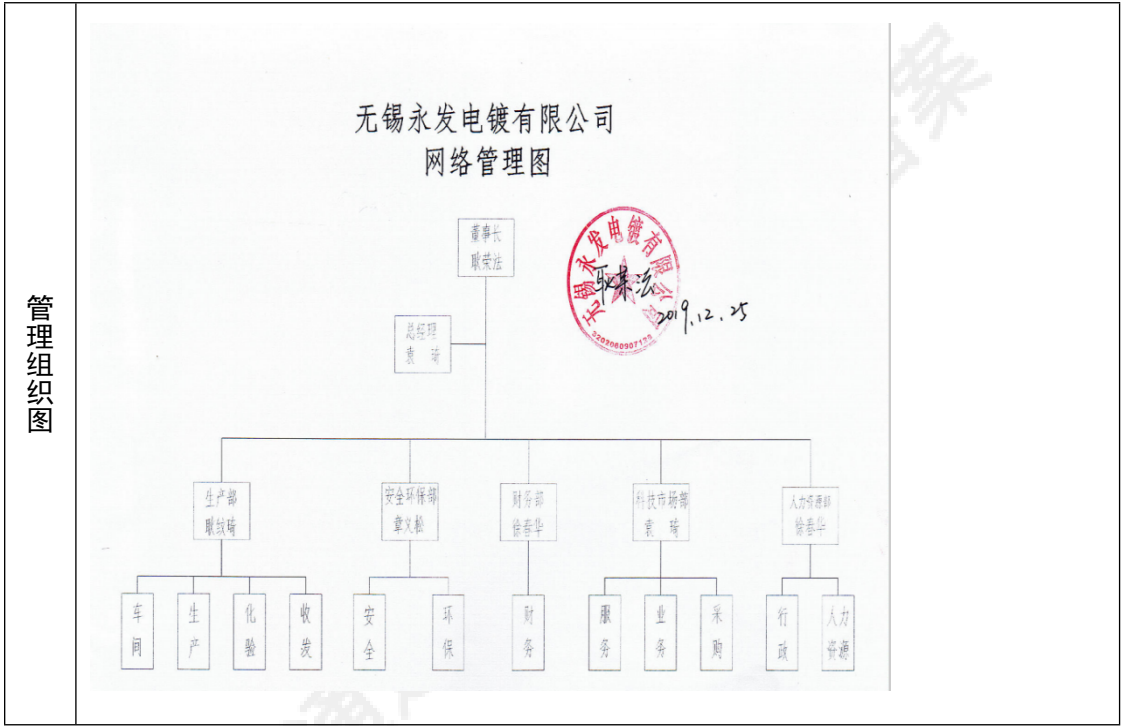 管理组织图
无锡永发电镀有限公司
网络管理图
董事长
耿荣法
无锡永发电镀有限公司
耿荣法
2019.12.25
3202060907120
总经理
袁琦
生产部
安全环保部
章义松
财务部
徐春华
科技市场部
袁琦
人力资源部
徐春华
车间
生产
化验
收发
安全
环保
财务
服务
业务
采购
行政
人力资源
案